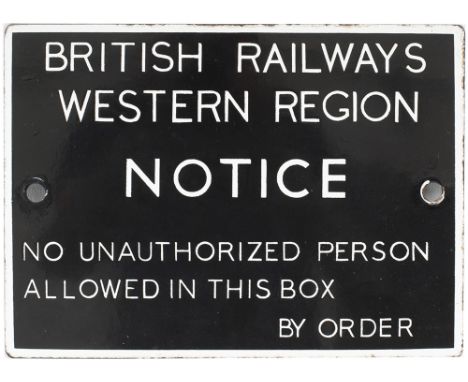 BRITISH RAILWAYS
WESTERN REGION
NOTICE
NO UNAUTHORIZED PERSON
ALLOWED IN THIS BOX
BY ORDER